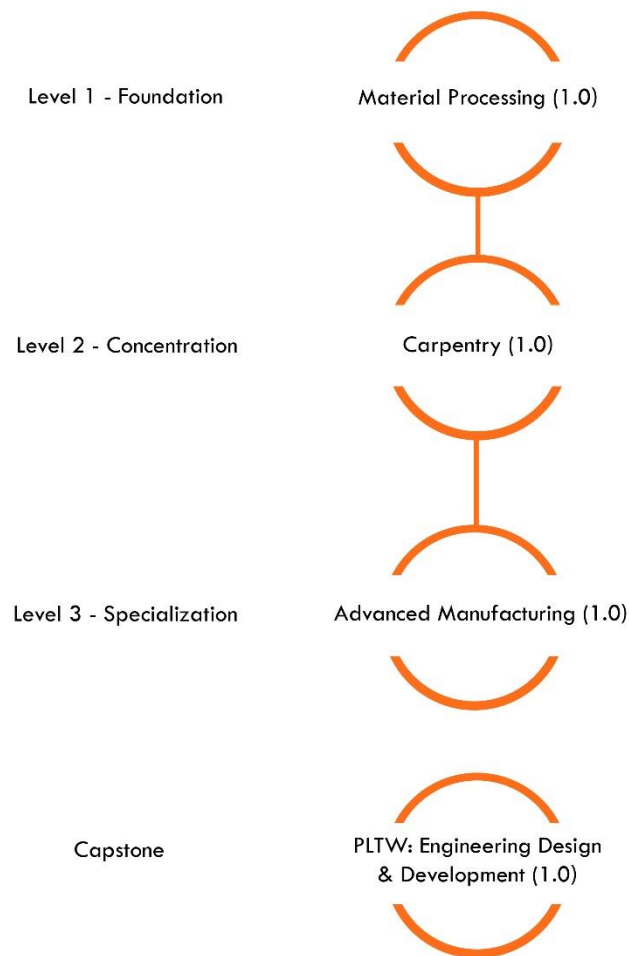 Level 1 - Foundation
Material Processing (1.0)
Level 2 - Concentration
Carpentry (1.0)
Level 3 - Specialization
Advanced Manufacturing (1.0)
Capstone
PLTW: Engineering Design
& Development (1.0)